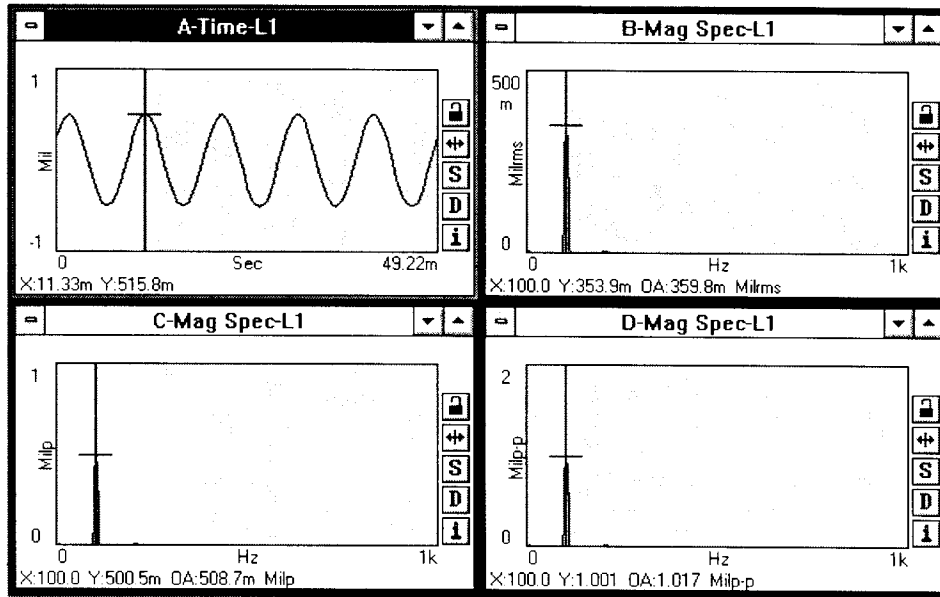 A-Time-L1
1
Mil
-1
0 Sec 49.22m
X:11.33m Y:515.8m
S
D
i
B-Mag Spec-L1
500
m
Milrms
0
0 Hz 1k
X:100.0 Y:353.9m OA:359.8m Milrms
S
D
i
C-Mag Spec-L1
1
Milp
0
0 Hz 1k
X:100.0 Y:500.5m OA:508.7m Milp
S
D
i
D-Mag Spec-L1
2
Milp-p
0
0 Hz 1k
X:100.0 Y:1.001 OA:1.017 Milp-p
S
D
i